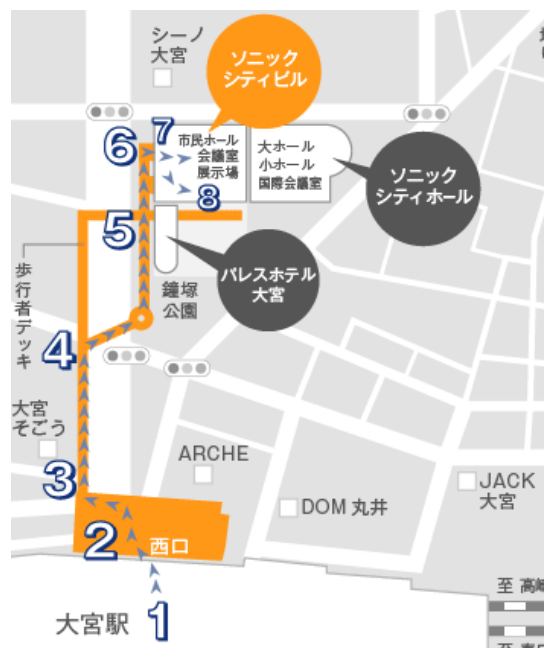 シーノ
大宮
ソニック
シティビル
6
7
市民ホール
会議室
展示場
8
大ホール
小ホール
国際会議室
ソニック
シティホール
5
パレスホテル
大宮
歩行者デッキ
鐘塚
公園
4
大宮
そごう
3
ARCHE
JACK
大宮
DOM 丸井
2
西口
至 高崎
大宮駅
1